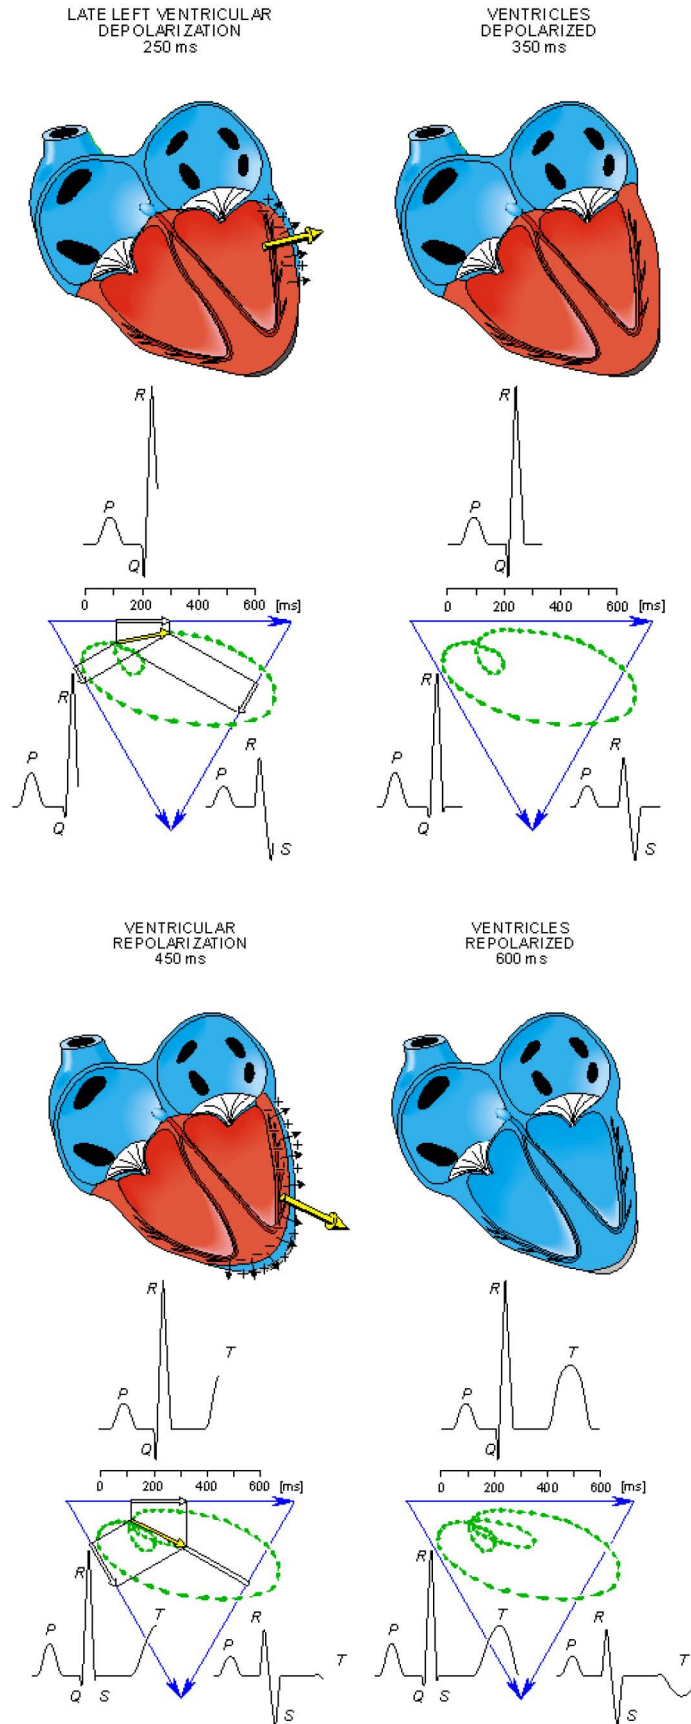 LATE LEFT VENTRICULAR
DEPOLARIZATION
250 ms
VENTRICLES
DEPOLARIZED
350 ms
R
P
Q
R
P
Q
0 200 400 600 [ms]
0 200 400 600 [ms]
R
P
Q
R
P
S
R
P
Q
R
P
S
VENTRICULAR
REPOLARIZATION
450 ms
VENTRICLES
REPOLARIZED
600 ms
R
T
P
Q
R
T
P
Q
0 200 400 600 [ms]
0 200 400 600 [ms]
R
P
T
Q S
R
P
T
S
R
P
T
Q S
R
P
T
S